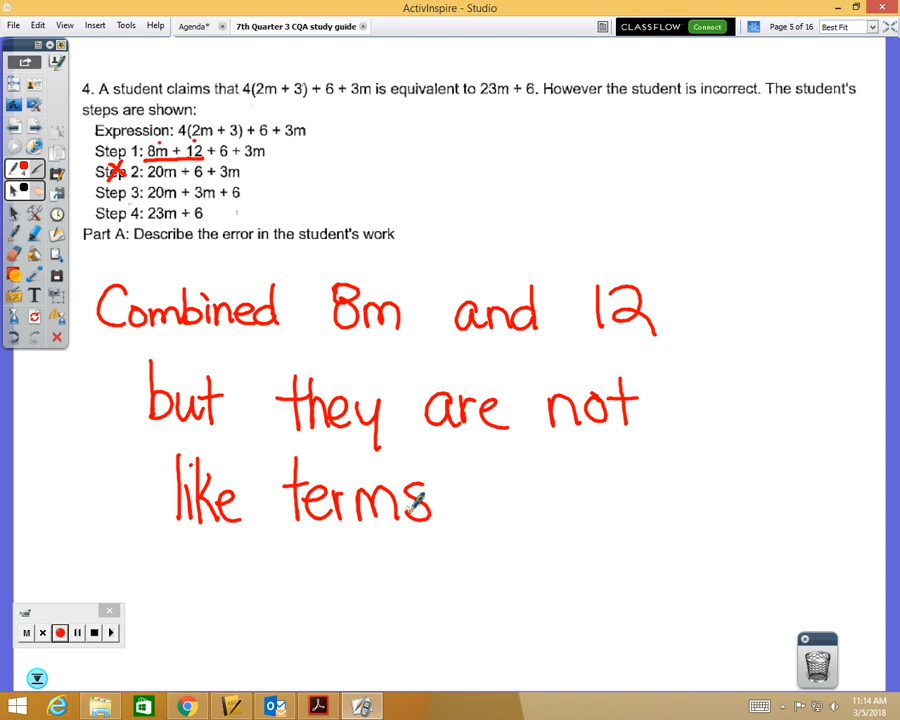 ActivInspire - Studio
File Edit View Insert Tools Help
Agenda* 7th Quarter 3 CQA study guide
CLASSFLOW Connect Page 5 of 16 Best Fit
4. A student claims that 4(2m + 3) + 6 + 3m is equivalent to 23m + 6. However the student is incorrect. The student's
steps are shown:
Expression: 4(2m + 3) + 6 + 3m
Step 1: 8m + 12 + 6 + 3m
Step 2: 20m + 6 + 3m
Step 3: 20m + 3m + 6
Step 4: 23m + 6
Part A: Describe the error in the student's work
Combined 8m and 12
but they are not
like terms
4
M
11:14 AM
3/5/2018